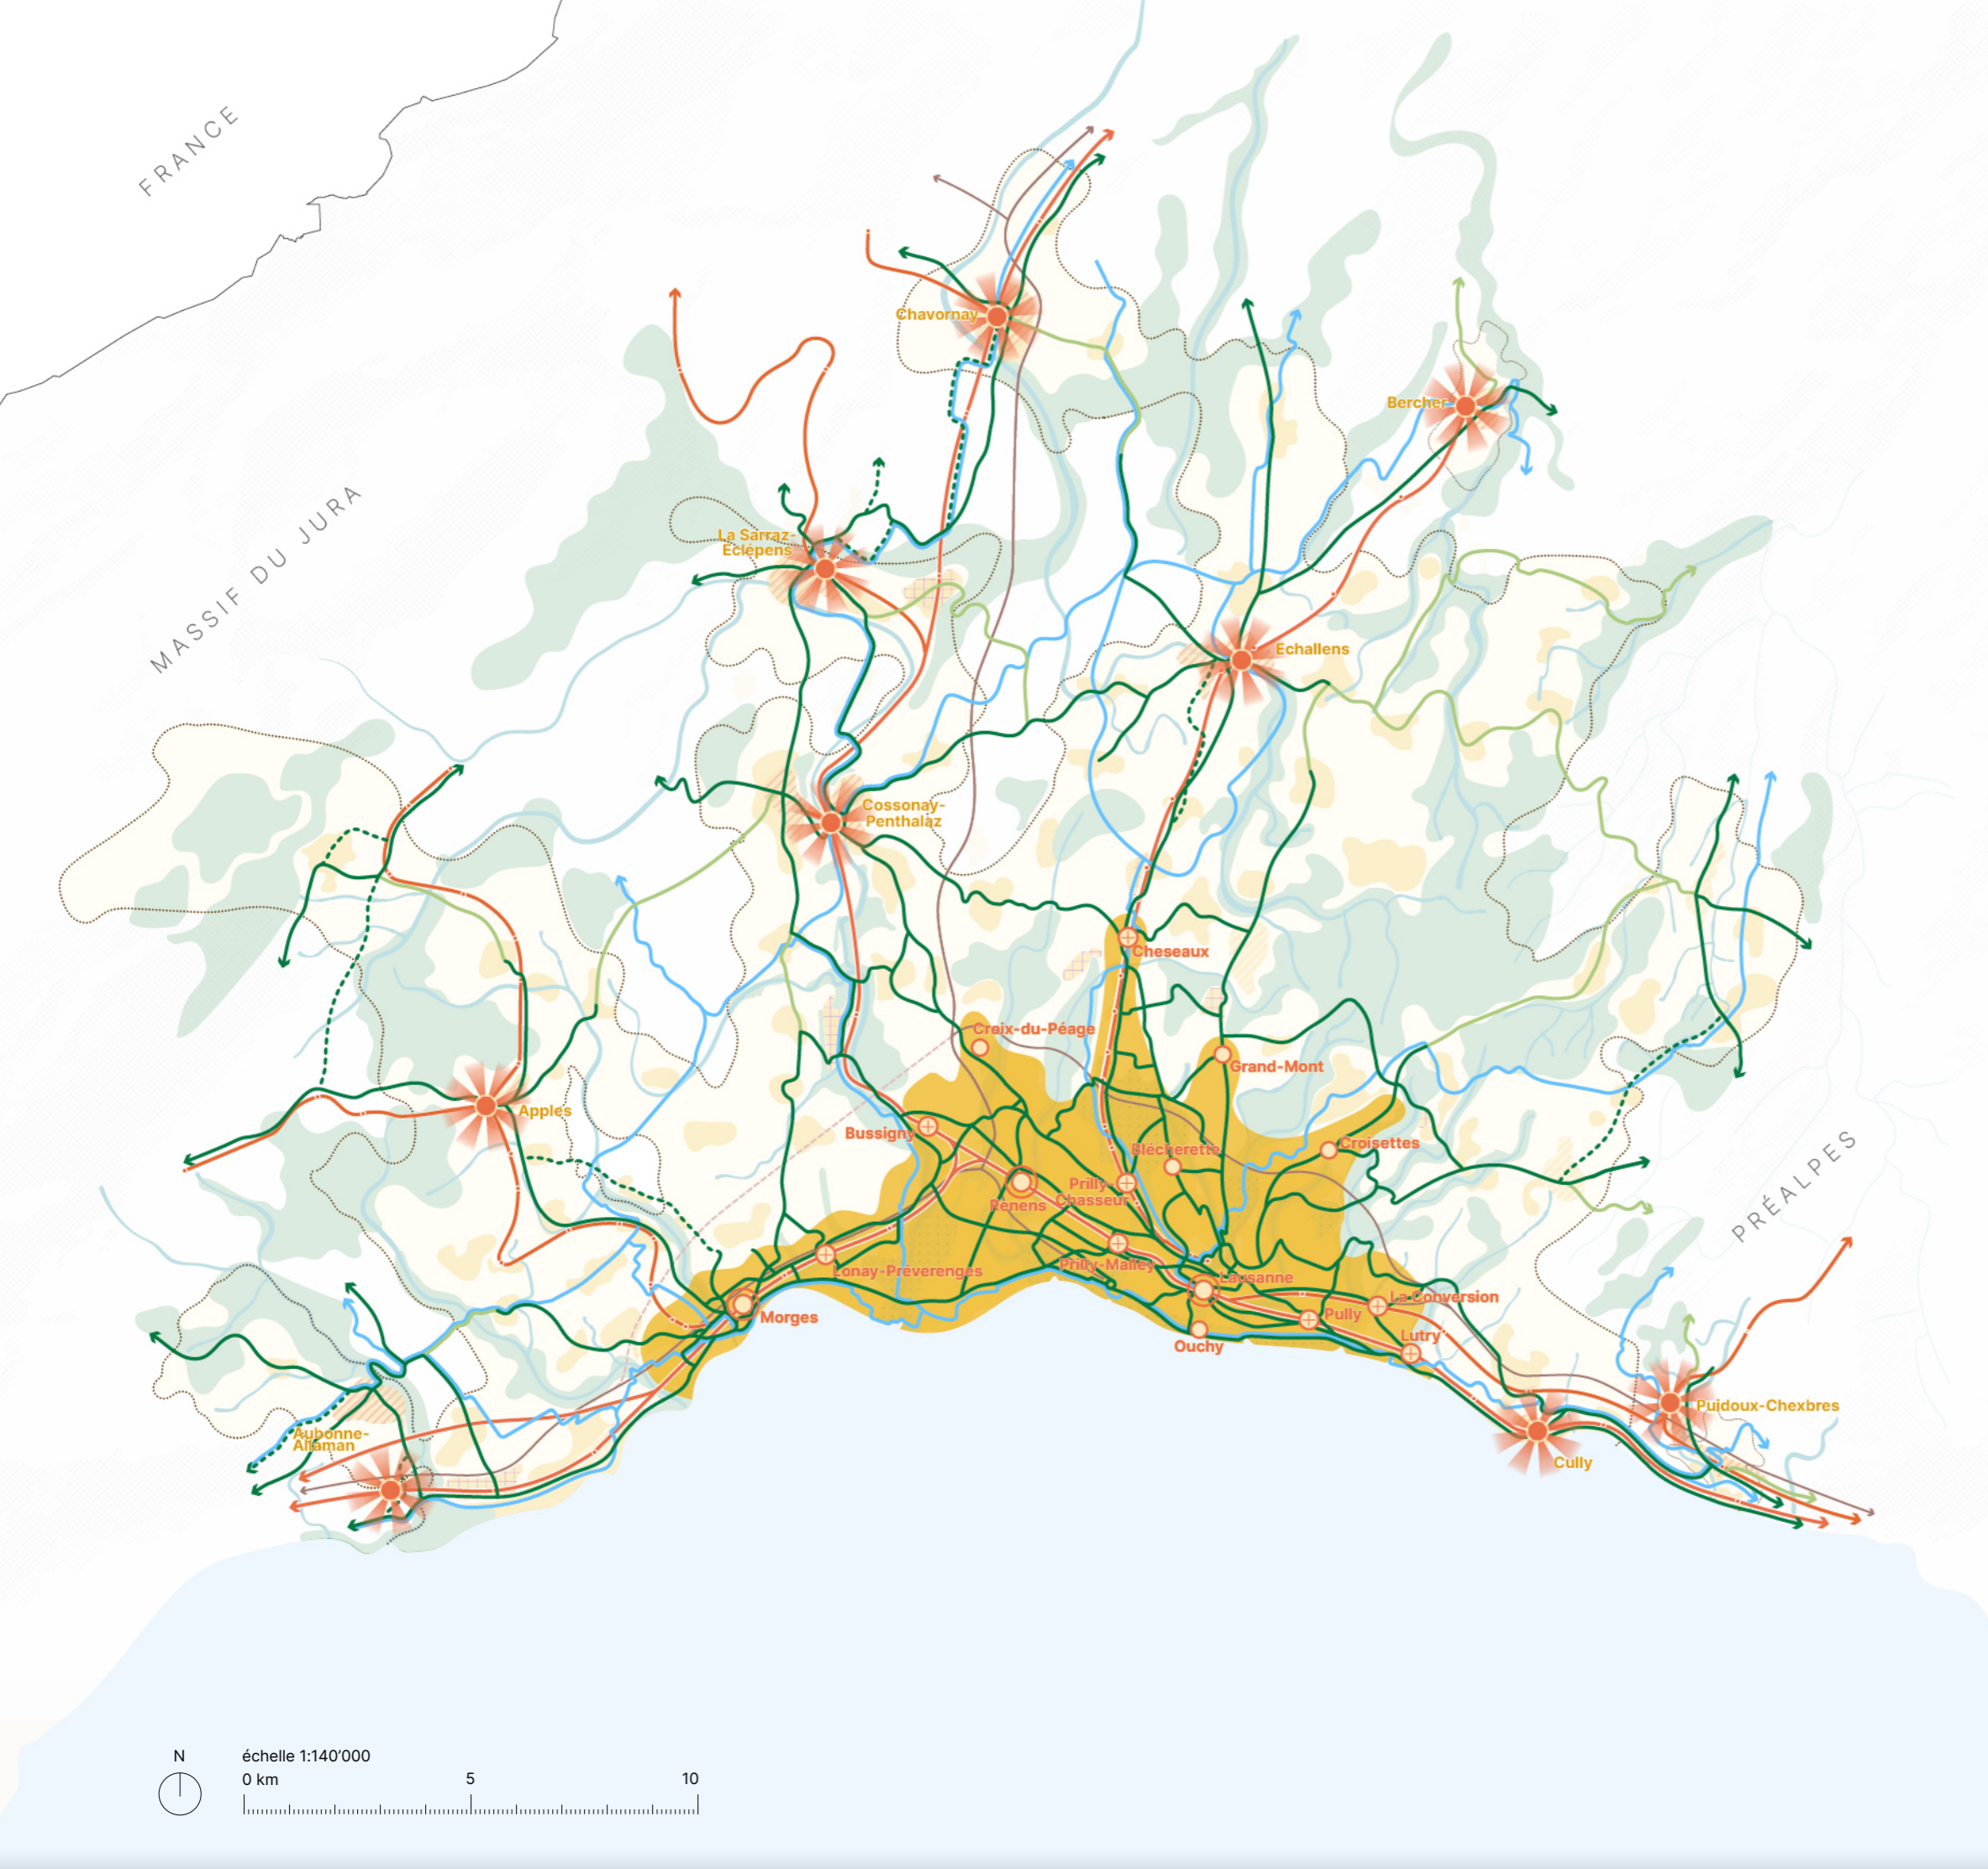 FRANCE
MASSIF DU JURA
Chavornay
Bercher
La Sarraz-
Eclépens
Echallens
Cossonay-
Penthalaz
Cheseaux
Croix-du-Péage
Grand-Mont
Apples
Bussigny
Blécherette
Croisettes
Prilly-
Chasseur
Renens
PRÉALPES
Lonay-Préverenges
Prilly-Malley
Lausanne
La Conversion
Morges
Pully
Lutry
Ouchy
Puidoux-Chexbres
Aubonne-
Allaman
Cully
N
échelle 1:140’000
0 km
5
10